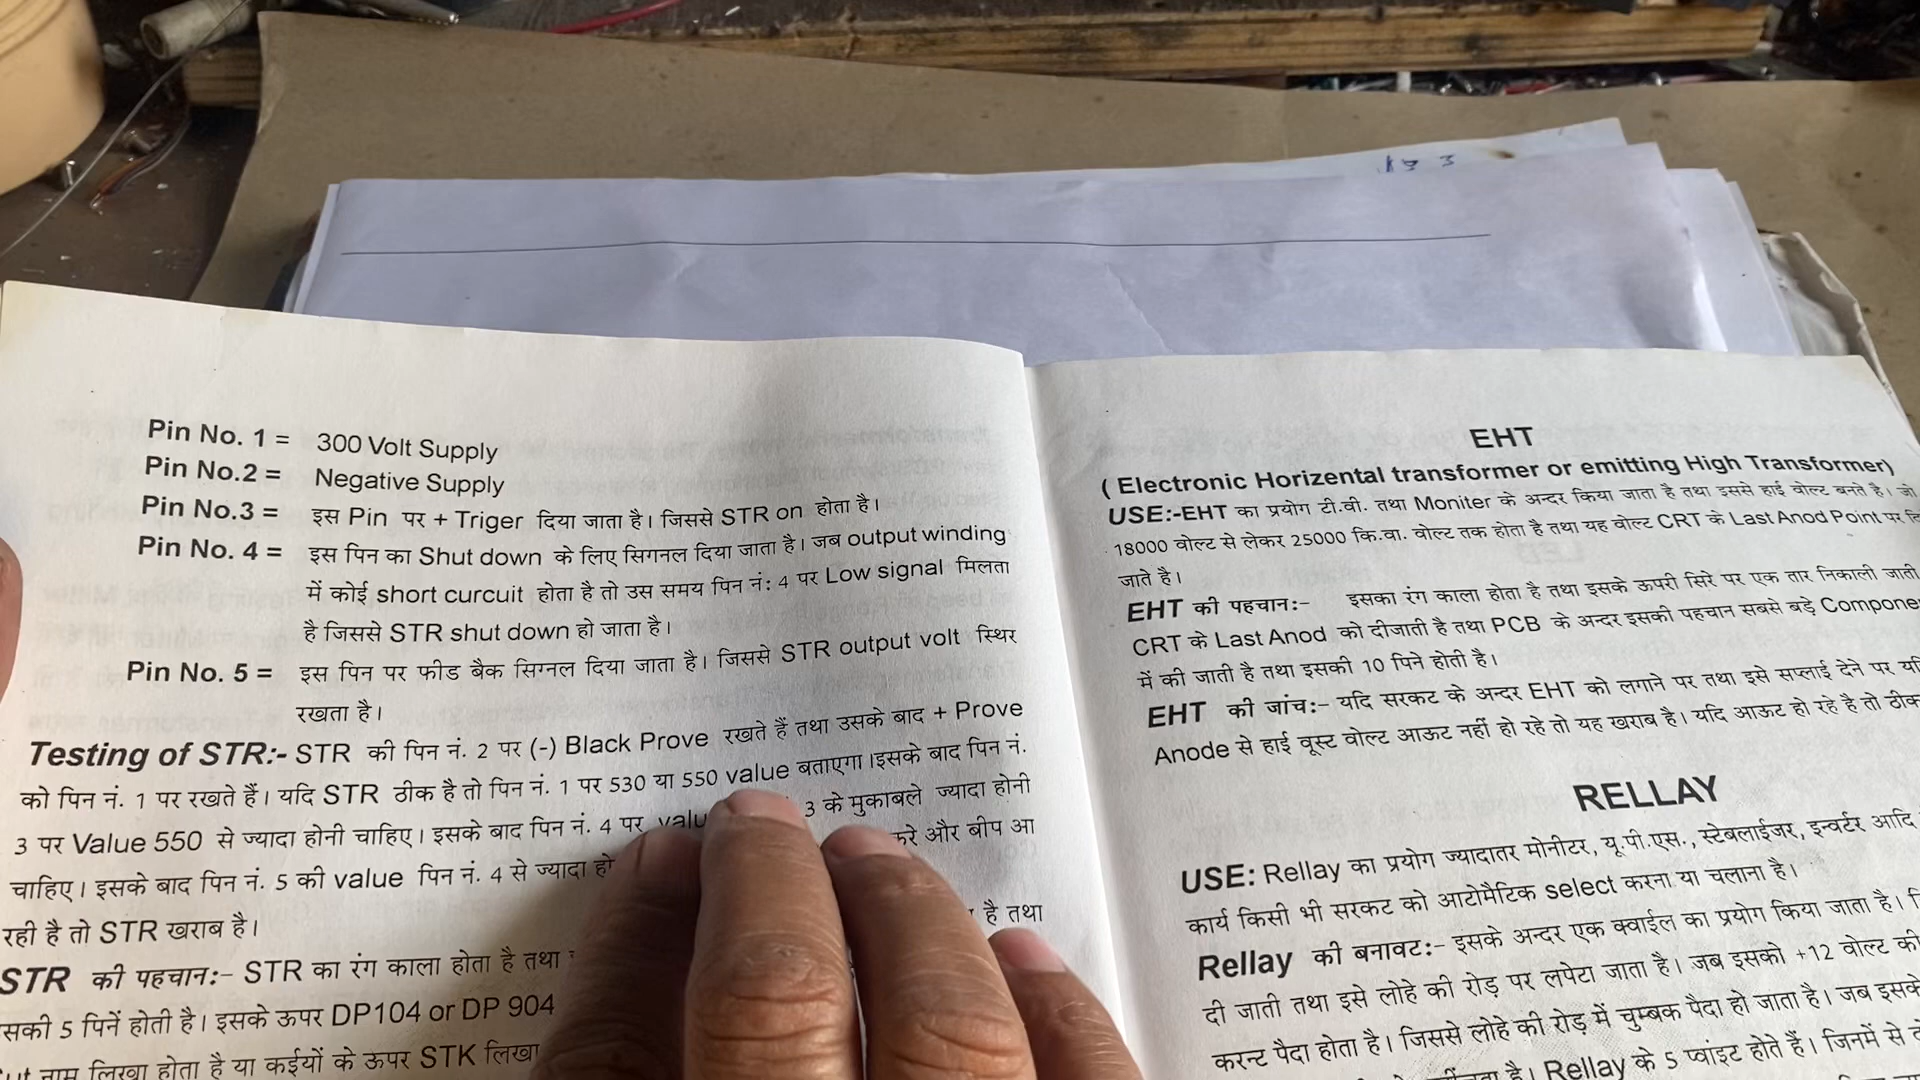 Pin No. 1 = 300 Volt Supply
Pin No.2 = Negative Supply
Pin No.3 = इस Pin पर + Triger दिया जाता है। जिससे STR on होता है।
Pin No. 4 = इस पिन का Shut down के लिए सिगनल दिया जाता है। जब output winding
में कोई short curcuit होता है तो उस समय पिन नं: 4 पर Low signal मिलता
है जिससे STR shut down हो जाता है।
Pin No. 5 = इस पिन पर फीड बैक सिग्नल दिया जाता है। जिससे STR output volt स्थिर
रखता है।
Testing of STR:- STR की पिन नं. 2 पर (-) Black Prove रखते हैं तथा उसके बाद + Prove
को पिन नं. 1 पर रखते हैं। यदि STR ठीक है तो पिन नं. 1 पर 530 या 550 value बताएगा।इसके बाद पिन नं.
3 पर Value 550 से ज्यादा होनी चाहिए। इसके बाद पिन नं. 4 पर 3 के मुकाबले ज्यादा होनी
चाहिए। इसके बाद पिन नं. 5 की value पिन नं. 4 से ज्यादा और बीप आ
रही है तो STR खराब है।
है तथा
STR की पहचान:- STR का रंग काला होता है तथा
5 पिनें होती है। इसके ऊपर DP104 or DP 904
नाम लिखा होता है या कईयों के ऊपर STK लिखा
EHT
( Electronic Horizental transformer or emitting High Transformer)
USE:-EHT का प्रयोग टी.वी. तथा Moniter के अन्दर किया जाता है तथा इससे हाई वोल्ट बनते है। जो
18000 वोल्ट से लेकर 25000 कि.वा. वोल्ट तक होता है तथा यह वोल्ट CRT के Last Anod Point पर
जाते है।
EHT की पहचान:- इसका रंग काला होता है तथा इसके ऊपरी सिरे पर एक तार निकाली जाती
CRT के Last Anod को दीजाती है तथा PCB के अन्दर इसकी पहचान सबसे बड़े
में की जाती है तथा इसकी 10 पिने होती है।
EHT की जांच:- यदि सरकट के अन्दर EHT को लगाने पर तथा इसे सप्लाई देने पर
Anode से हाई वूस्ट वोल्ट आऊट नहीं हो रहे तो यह खराब है। यदि आऊट हो रहे है तो ठीक
RELLAY
USE: Rellay का प्रयोग ज्यादातर मोनीटर, यू.पी.एस., स्टेबलाईजर, इन्वर्टर आदि
कार्य किसी भी सरकट को आटोमैटिक select करना या चलाना है।
Rellay की बनावट:- इसके अन्दर एक क्वाईल का प्रयोग किया जाता है।
दी जाती तथा इसे लोहे की रोड़ पर लपेटा जाता है। जब इसको +12 वोल्ट की
करन्ट पैदा होता है। जिससे लोहे की रोड़ में चुम्बक पैदा हो जाता है। जब इसके
है। Rellay के 5 प्वांइट होते हैं। जिनमें से